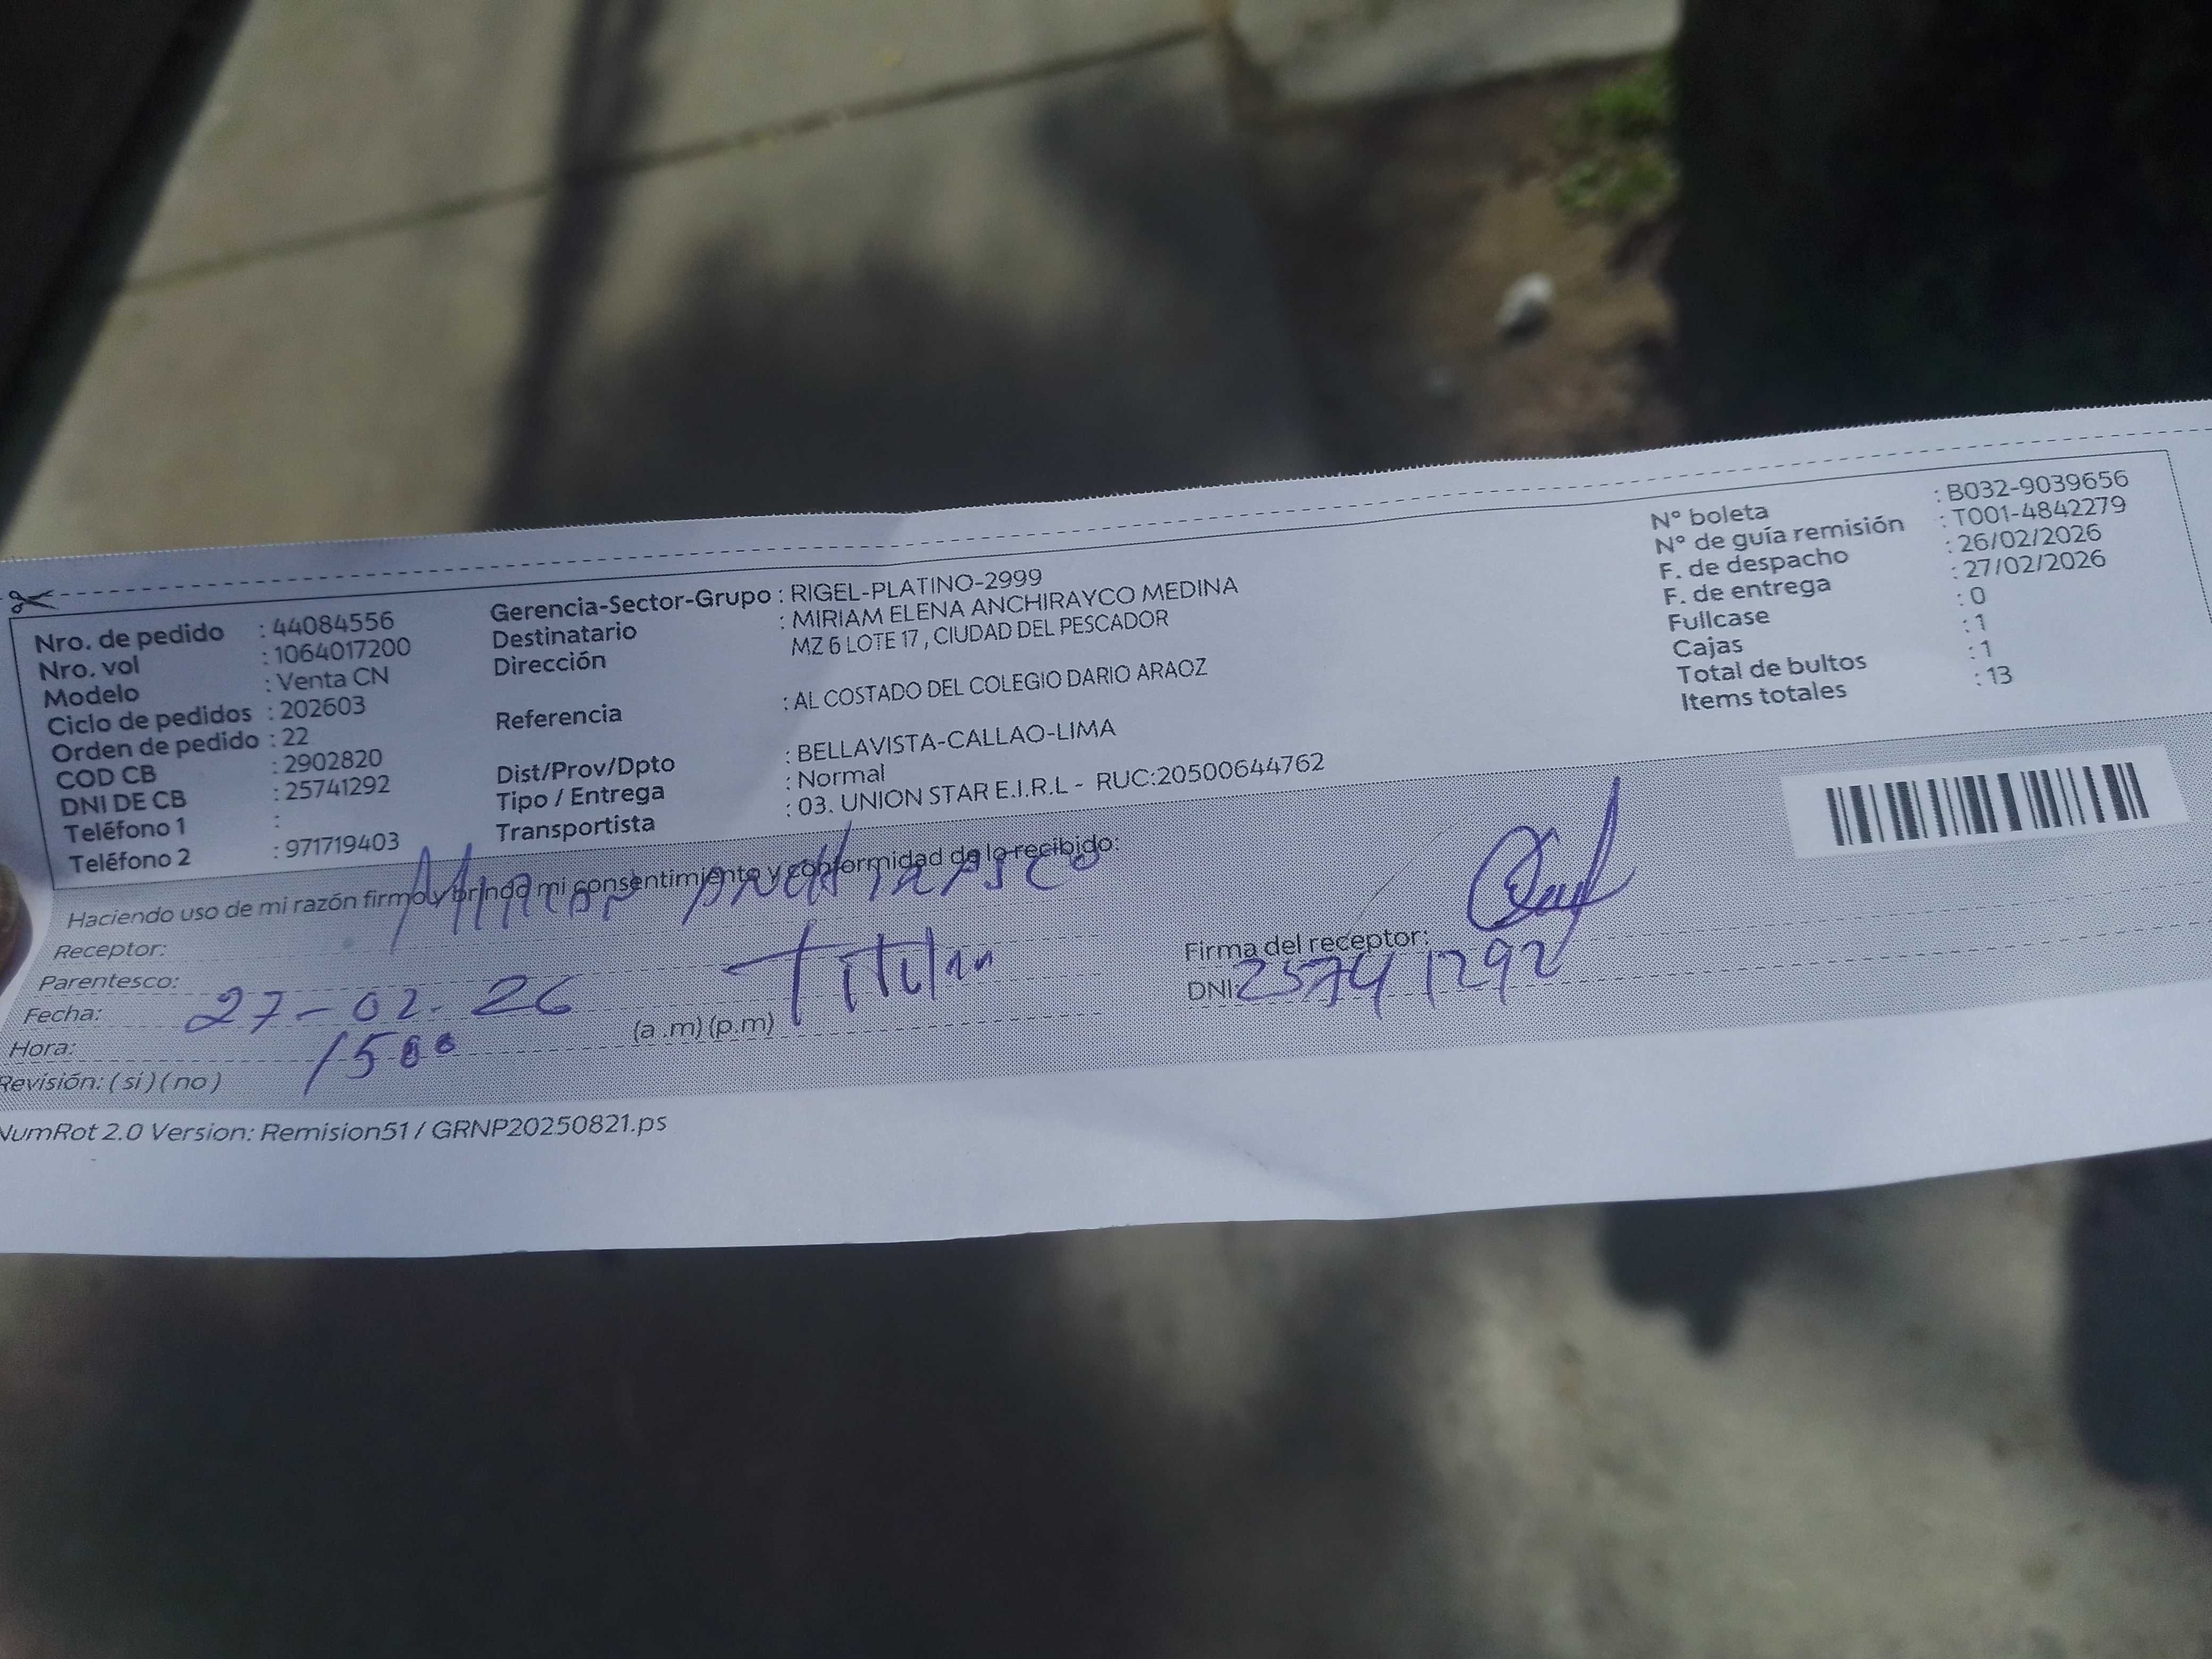 Nro. de pedido : 44084556
Nro. vol : 1064017200
Modelo : Venta CN
Ciclo de pedidos : 202603
Orden de pedido : 22
COD CB : 2902820
DNI DE CB : 25741292
Teléfono 1 :
Teléfono 2 : 971719403
Gerencia-Sector-Grupo : RIGEL-PLATINO-2999
Destinatario : MIRIAM ELENA ANCHIRAYCO MEDINA
Dirección MZ 6 LOTE 17 , CIUDAD DEL PESCADOR
Referencia : AL COSTADO DEL COLEGIO DARIO ARAOZ
Dist/Prov/Dpto : BELLAVISTA-CALLAO-LIMA
Tipo / Entrega : Normal
Transportista : 03. UNION STAR E.I.R.L - RUC:20500644762
N° boleta : B032-9039656
N° de guía remisión : T001-4842279
F. de despacho : 26/02/2026
F. de entrega : 27/02/2026
Fullcase : 0
Cajas : 1
Total de bultos : 1
Items totales : 13
Haciendo uso de mi razón firmo y brindo mi consentimiento y conformidad de lo recibido:
Receptor:
Parentesco:
Fecha: 27-02-26
Hora: 1500 (a .m) (p.m)
Revisión: ( si ) ( no )
Firma del receptor:
DNI: 25741292
NumRot 2.0 Version: Remision51 / GRNP20250821.ps